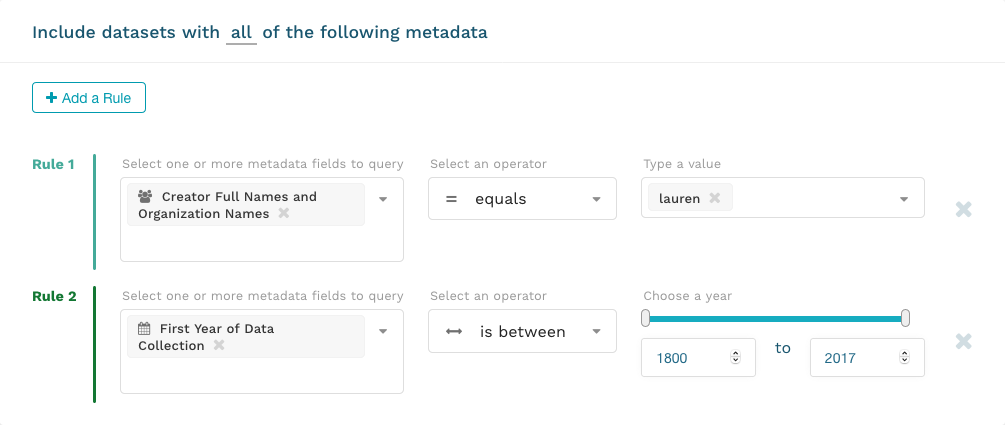 Include datasets with all of the following metadata
+ Add a Rule
Rule 1
Select one or more metadata fields to query
Select an operator
Type a value
Creator Full Names and
Organization Names
= equals
lauren
Rule 2
Select one or more metadata fields to query
Select an operator
Choose a year
First Year of Data
Collection
is between
1800
to
2017